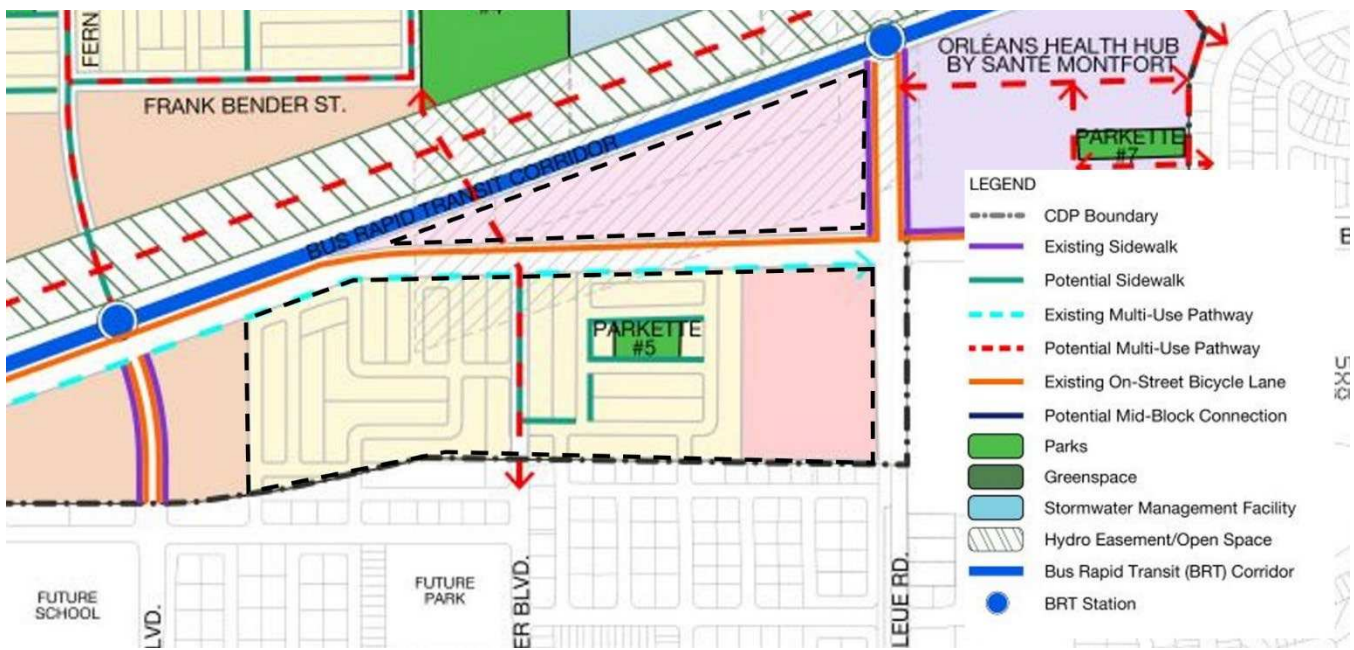 #4
FERN
FRANK BENDER ST.
ORLÉANS HEALTH HUB
BY SANTÉ MONTFORT
PARKETTE
#7
BUS RAPID TRANSIT CORRIDOR
PARKETTE
#5
LEGEND
CDP Boundary
Existing Sidewalk
Potential Sidewalk
Existing Multi-Use Pathway
Potential Multi-Use Pathway
Existing On-Street Bicycle Lane
Potential Mid-Block Connection
Parks
Greenspace
Stormwater Management Facility
Hydro Easement/Open Space
Bus Rapid Transit (BRT) Corridor
BRT Station
B
FUTURE
SCHOOL
LVD.
FUTURE
PARK
ER BLVD.
LEUE RD.